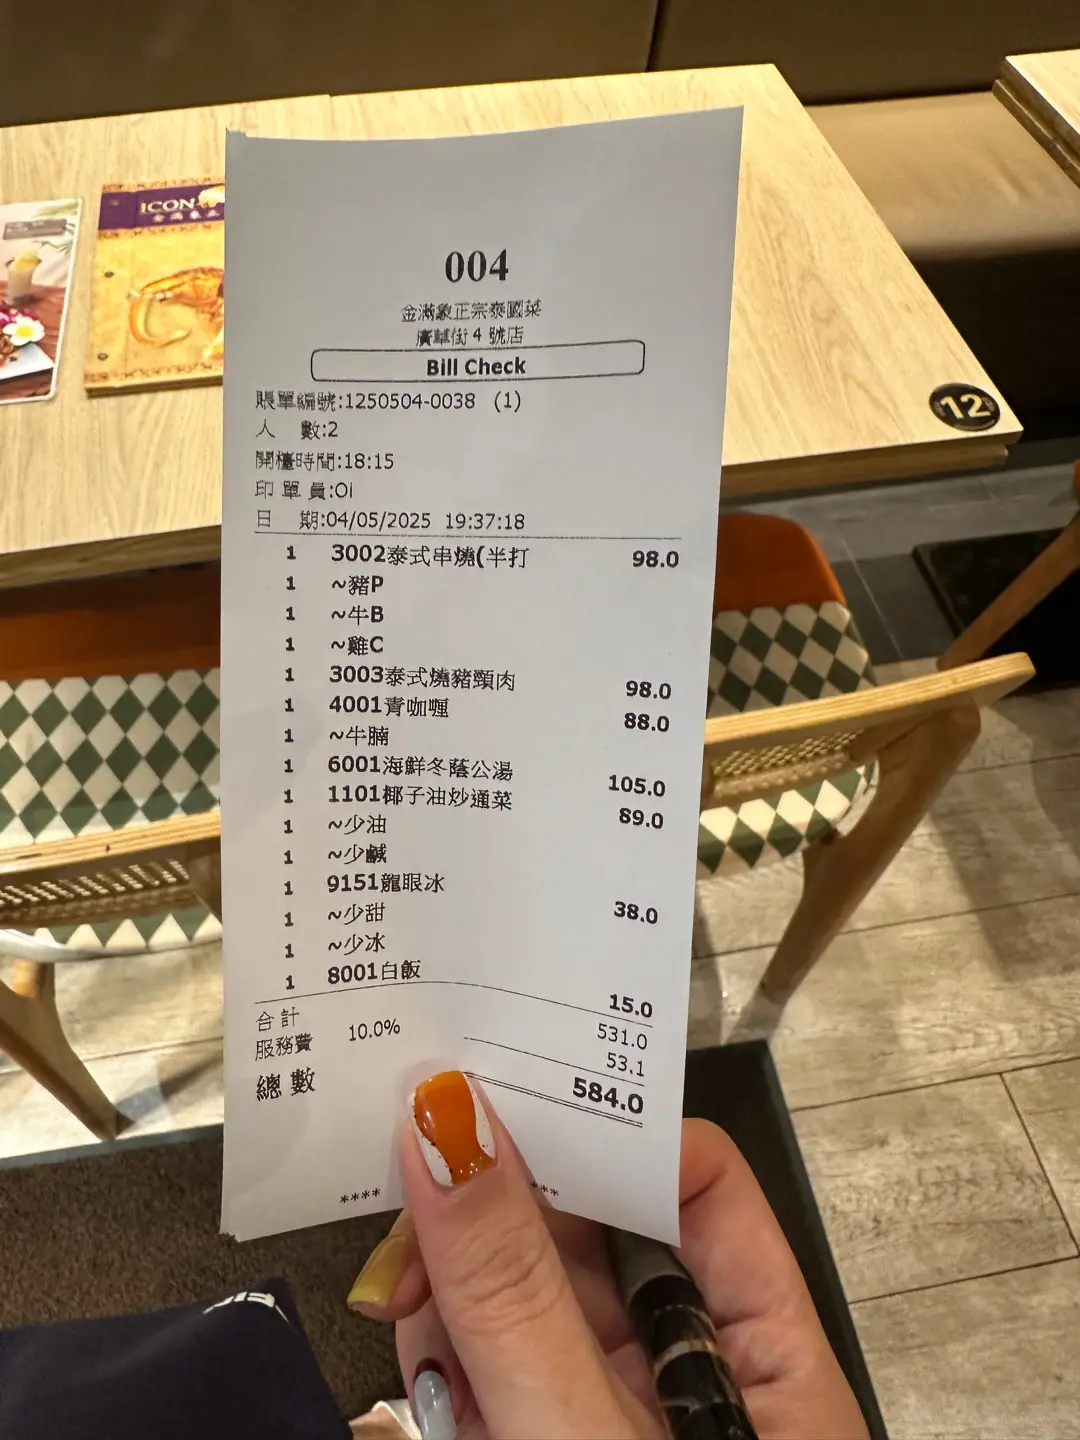 ICON
004
金滿象正宗泰國菜
廣華街 4 號店
Bill Check
賬單編號:1250504-0038 (1)
人 數:2
開檯時間:18:15
印 單 員:Oi
日 期:04/05/2025 19:37:18
1 3002泰式串燒(半打 98.0
1 ~豬P
1 ~牛B
1 ~雞C
1 3003泰式燒豬頸肉 98.0
1 4001青咖喱 88.0
1 ~牛腩
1 6001海鮮冬蔭公湯 105.0
1 1101椰子油炒通菜 89.0
1 ~少油
1 ~少鹹
1 9151龍眼冰 38.0
1 ~少甜
1 ~少冰
1 8001白飯 15.0
合 計 531.0
服務費 10.0% 53.1
總 數 584.0
**** ***
12